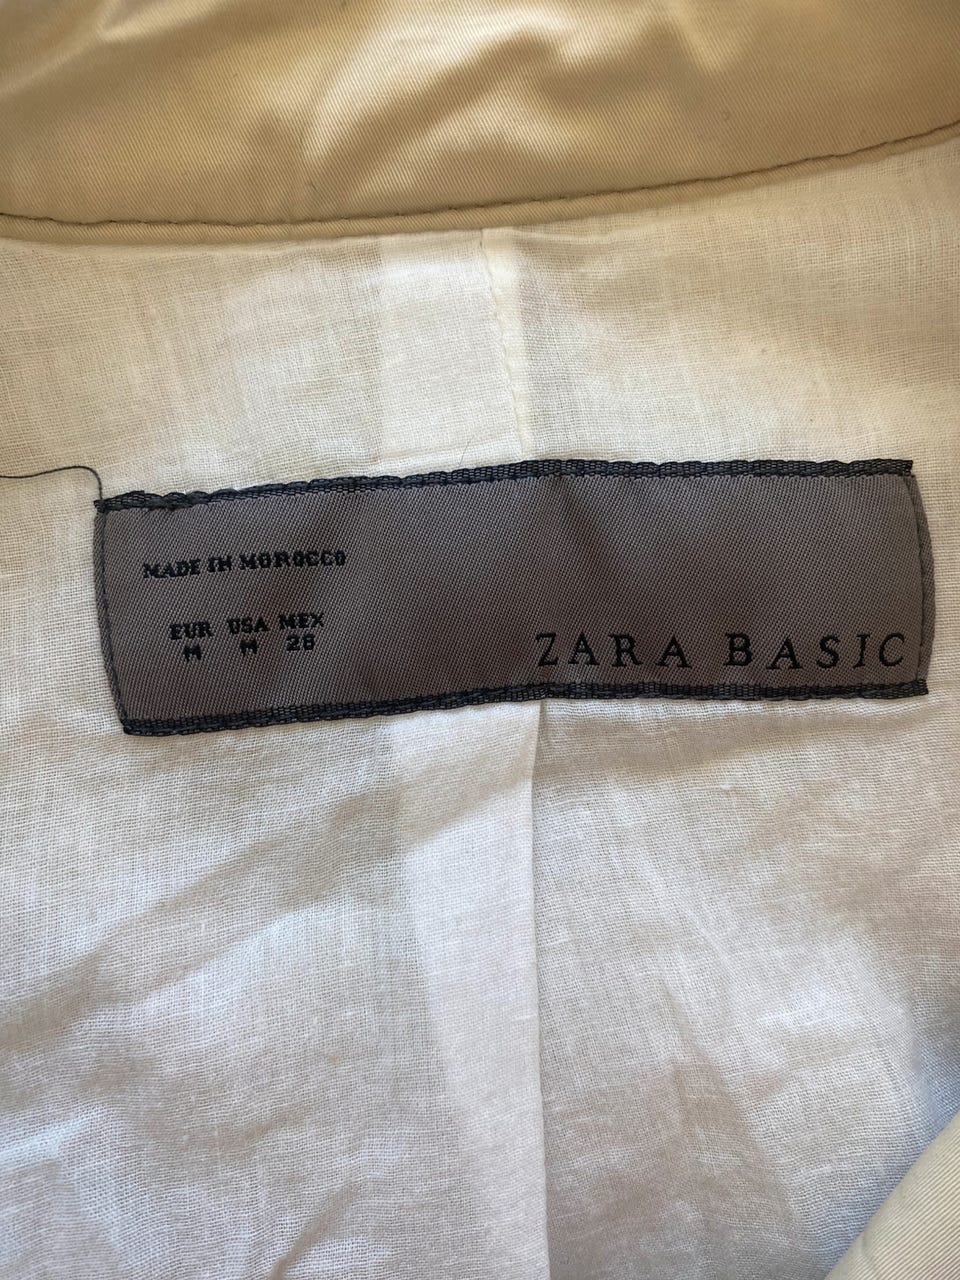 MADE IN MOROCCO
EUR USA MEX
M M 28
ZARA BASIC